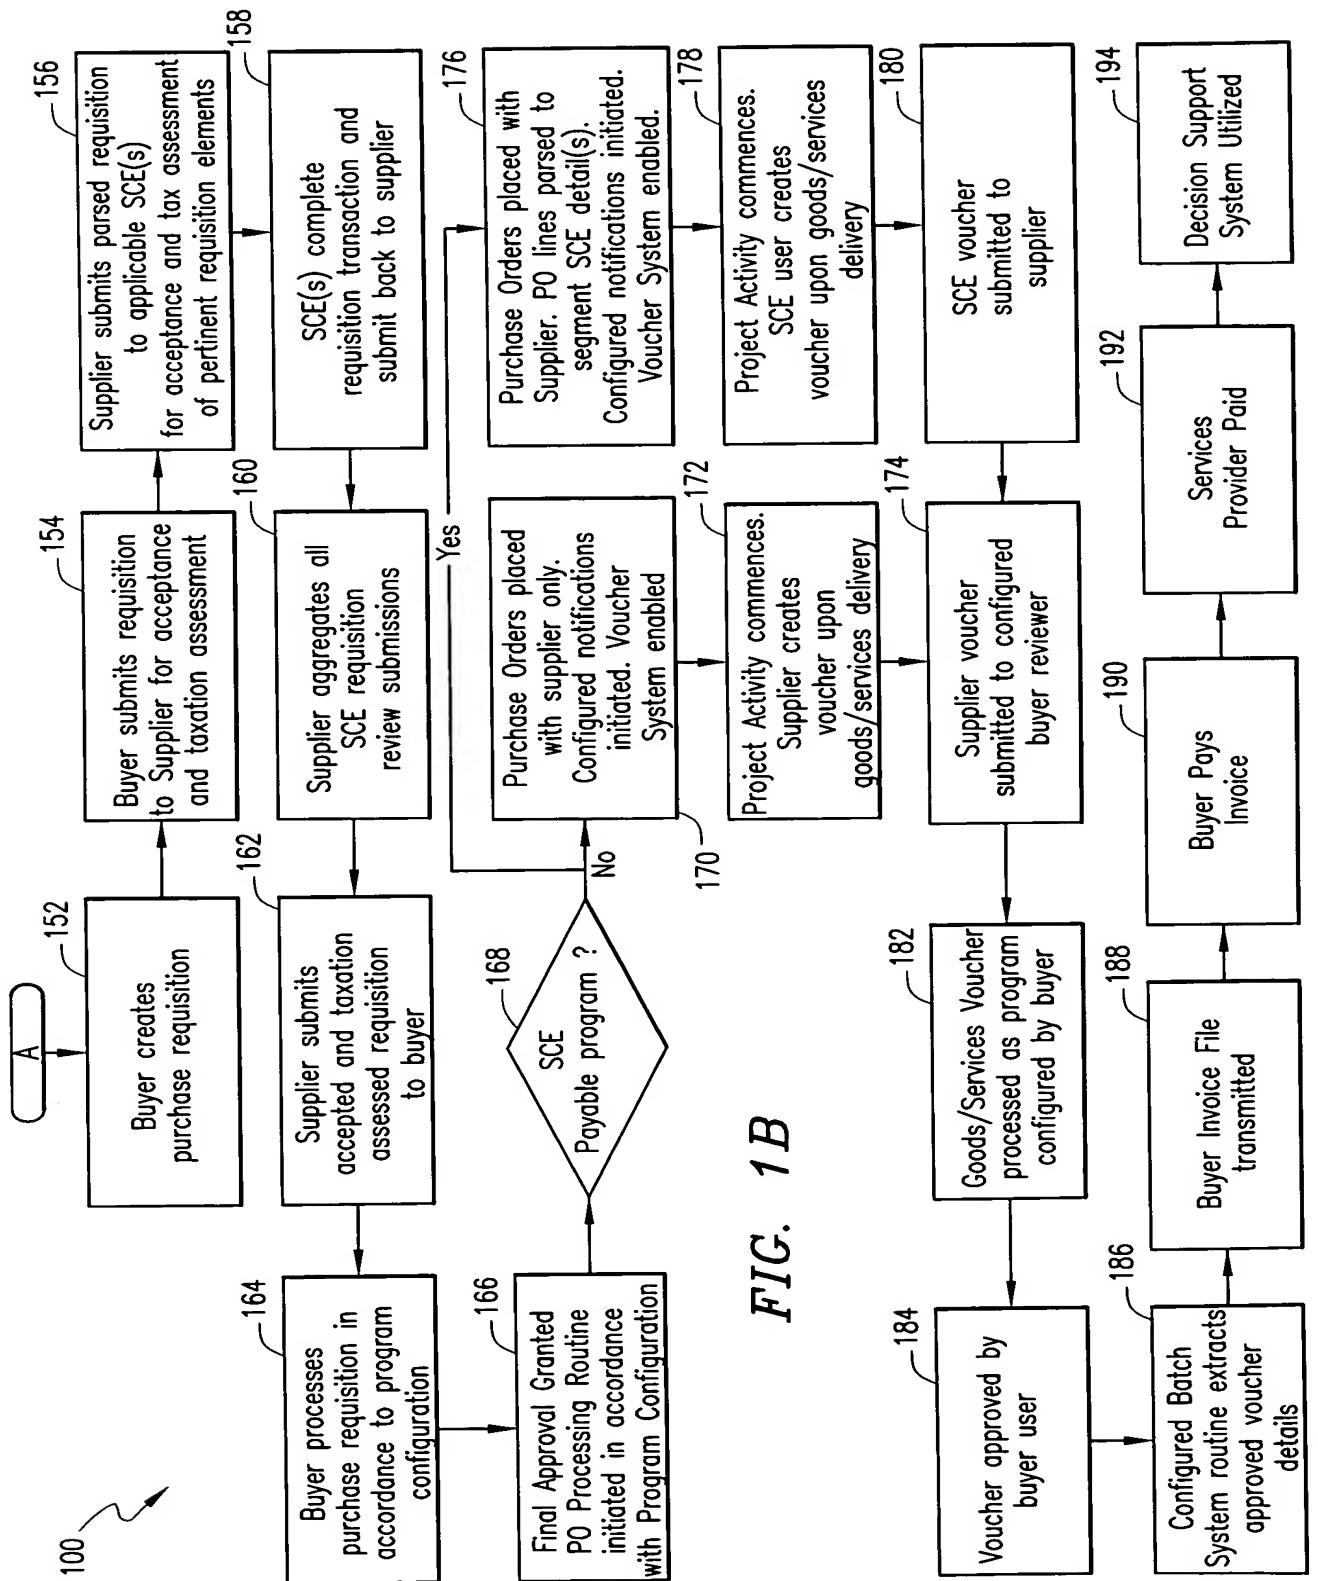 100
A
152
Buyer creates
purchase requisition
154
Buyer submits requisition
to Supplier for acceptance
and taxation assessment
156
Supplier submits parsed requisition
to applicable SCE(s)
for acceptance and tax assessment
of pertinent requisition elements
158
SCE(s) complete
requisition transaction and
submit back to supplier
160
Supplier aggregates all
SCE requisition
review submissions
162
Supplier submits
accepted and taxation
assessed requisition
to buyer
164
Buyer processes
purchase requisition in
accordance to program
configuration
166
Final Approval Granted
PO Processing Routine
initiated in accordance
with Program Configuration
168
SCE
Payable program ?
No
Yes
170
Purchase Orders placed
with supplier only.
Configured notifications
initiated. Voucher
System enabled
172
Project Activity commences.
Supplier creates
voucher upon
goods/services delivery
174
Supplier voucher
submitted to configured
buyer reviewer
176
Purchase Orders placed with
Supplier. PO lines parsed to
segment SCE detail(s).
Configured notifications initiated.
Voucher System enabled.
178
Project Activity commences.
SCE user creates
voucher upon goods/services
delivery
180
SCE voucher
submitted to
supplier
182
Goods/Services Voucher
processed as program
configured by buyer
184
Voucher approved by
buyer user
186
Configured Batch
System routine extracts
approved voucher
details
188
Buyer Invoice File
transmitted
190
Buyer Pays
Invoice
192
Services
Provider Paid
194
Decision Support
System Utilized
FIG. 1B